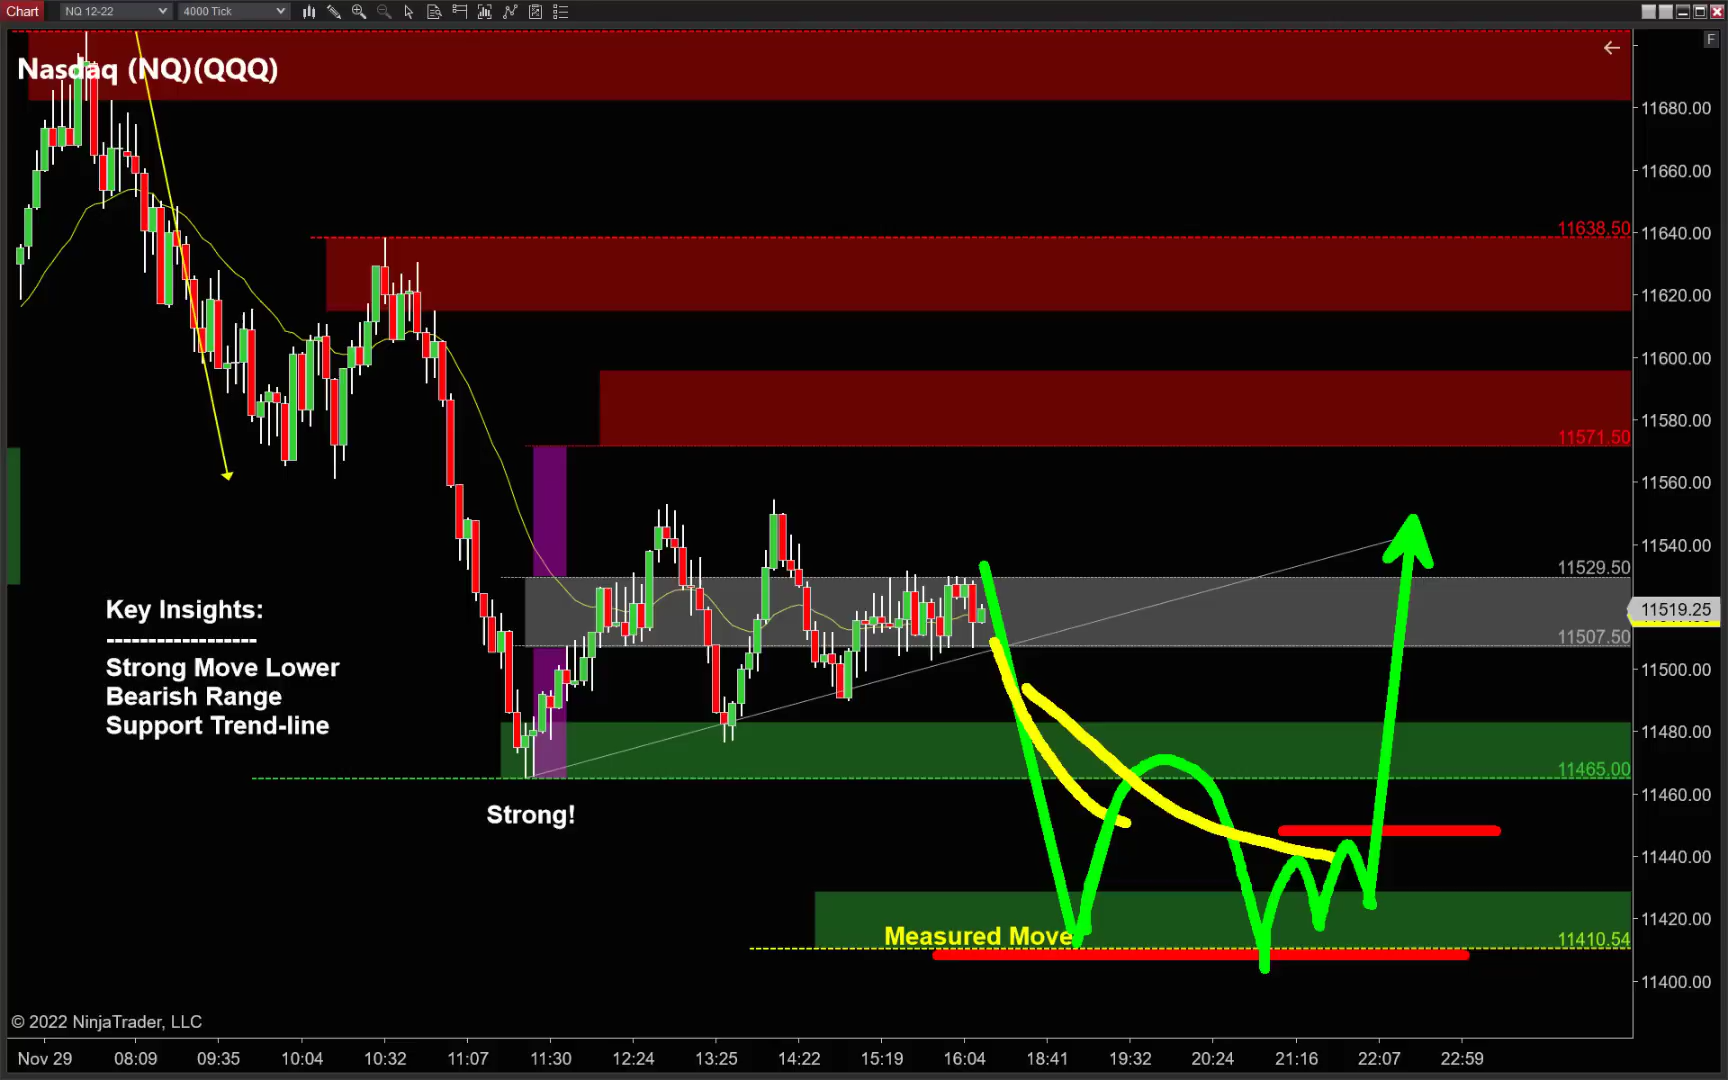 Chart
NQ 12-22
4000 Tick
F
Nasdaq (NQ)(QQQ)
11680.00
11660.00
11638.50
11640.00
11620.00
11600.00
11580.00
11571.50
11560.00
11540.00
11529.50
11519.25
11507.50
11500.00
11480.00
11465.00
11460.00
11440.00
11420.00
11410.54
11400.00
Key Insights:
------------------
Strong Move Lower
Bearish Range
Support Trend-line
Strong!
Measured Move
© 2022 NinjaTrader, LLC
Nov 29 08:09 09:35 10:04 10:32 11:07 11:30 12:24 13:25 14:22 15:19 16:04 18:41 19:32 20:24 21:16 22:07 22:59